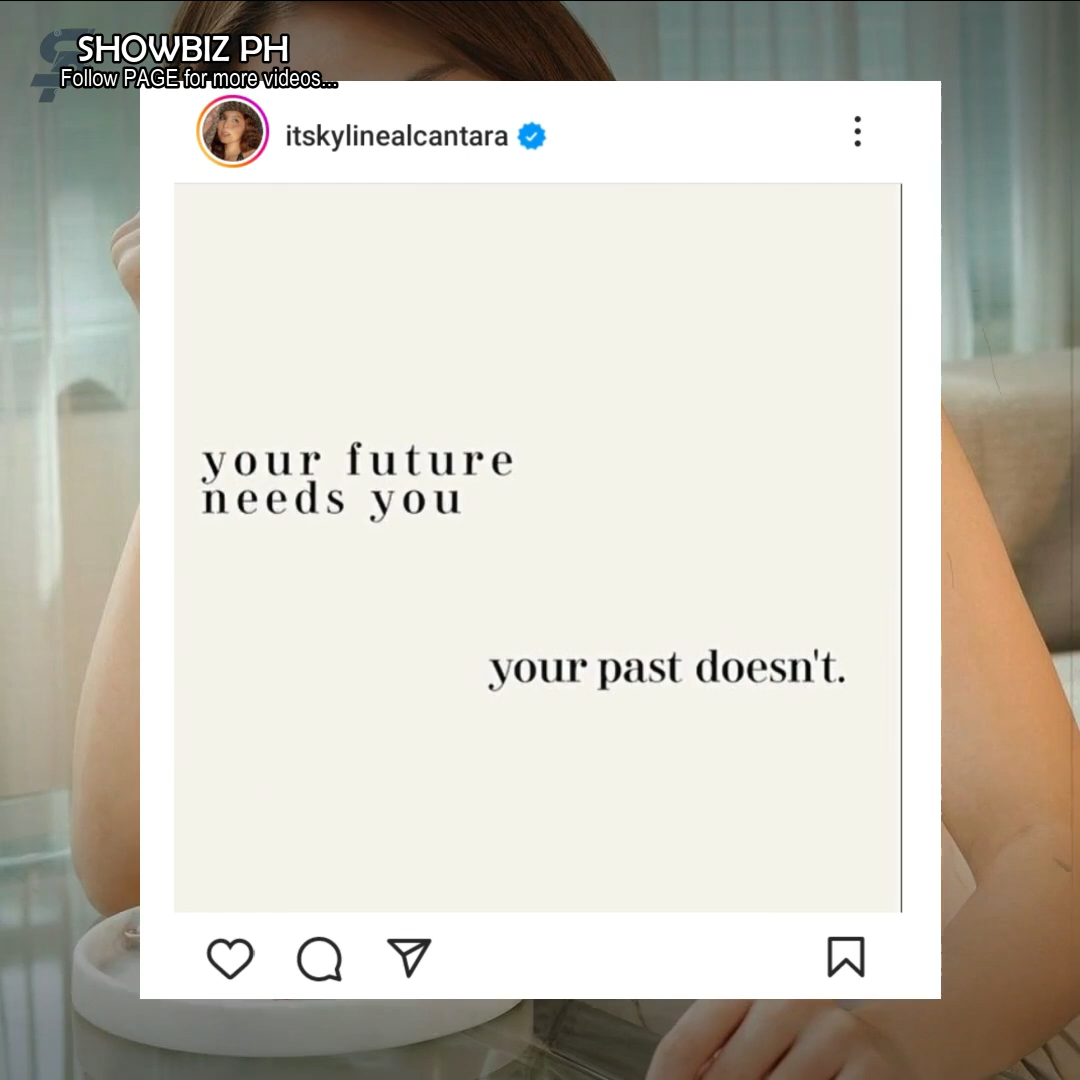 SHOWBIZ PH
Follow PAGE for more videos...
itskylinealcantara
your future
needs you
your past doesn't.